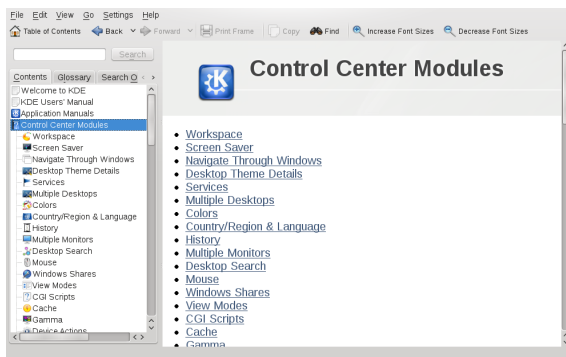 File Edit View Go Settings Help
Table of Contents Back Forward Print Frame Copy Find Increase Font Sizes Decrease Font Sizes
Search
Contents Glossary Search O
Welcome to KDE
KDE Users' Manual
Application Manuals
Control Center Modules
Workspace
Screen Saver
Navigate Through Windows
Desktop Theme Details
Services
Multiple Desktops
Colors
Country/Region & Language
History
Multiple Monitors
Desktop Search
Mouse
Windows Shares
View Modes
CGI Scripts
Cache
Gamma
Device Actions
Control Center Modules
Workspace
Screen Saver
Navigate Through Windows
Desktop Theme Details
Services
Multiple Desktops
Colors
Country/Region & Language
History
Multiple Monitors
Desktop Search
Mouse
Windows Shares
View Modes
CGI Scripts
Cache
Gamma